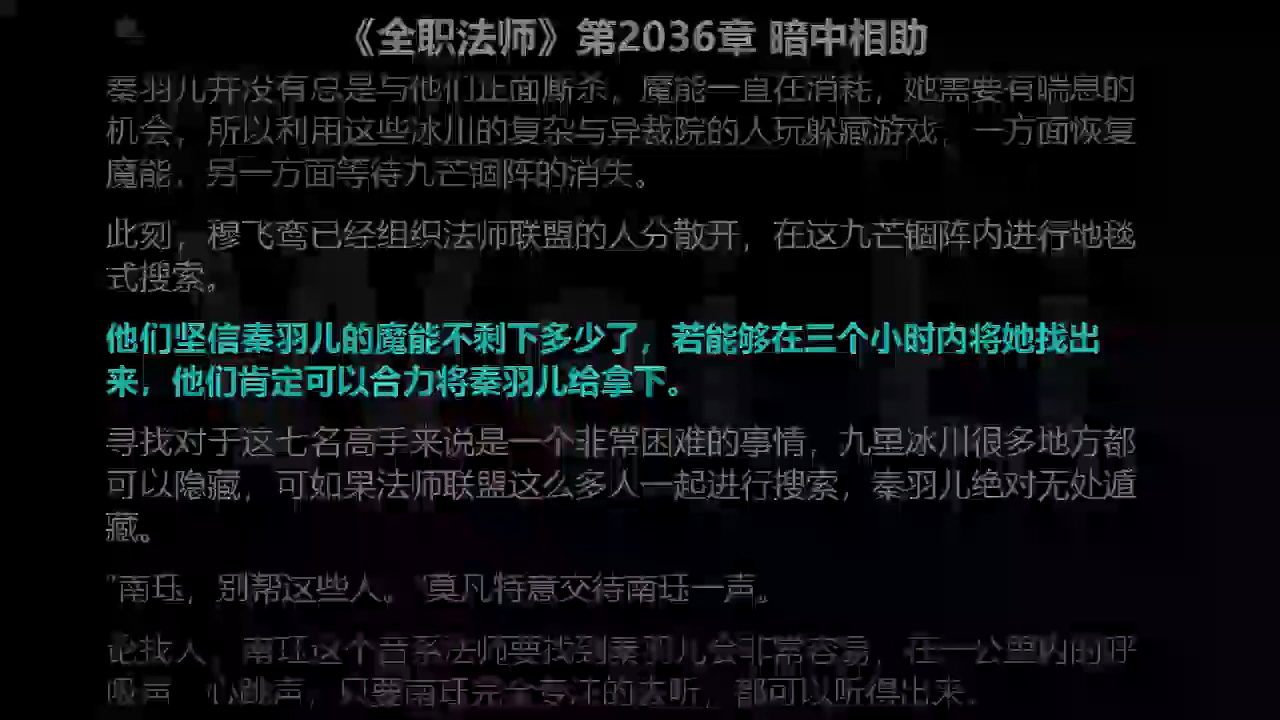 《全职法师》第2036章 暗中相助
秦羽儿并没有总是与他们正面厮杀，魔能一直在消耗，她需要有喘息的
机会，所以利用这些冰川的复杂与异裁院的人玩躲藏游戏，一方面恢复
魔能，另一方面等待九芒锢阵的消失。
此刻，穆飞鸾已经组织法师联盟的人分散开，在这九芒锢阵内进行地毯
式搜索。
他们坚信秦羽儿的魔能不剩下多少了，若能够在三个小时内将她找出
来，他们肯定可以合力将秦羽儿给拿下。
寻找对于这七名高手来说是一个非常困难的事情，九里冰川很多地方都
可以隐藏，可如果法师联盟这么多人一起进行搜索，秦羽儿绝对无处遁
藏。
“南珏，别帮这些人。”莫凡特意交待南珏一声。
论找人，南珏这个音系法师要找到秦羽儿会非常容易，在一公里内的呼
吸声、心跳声，只要南珏完全专注的去听，都可以听得出来。